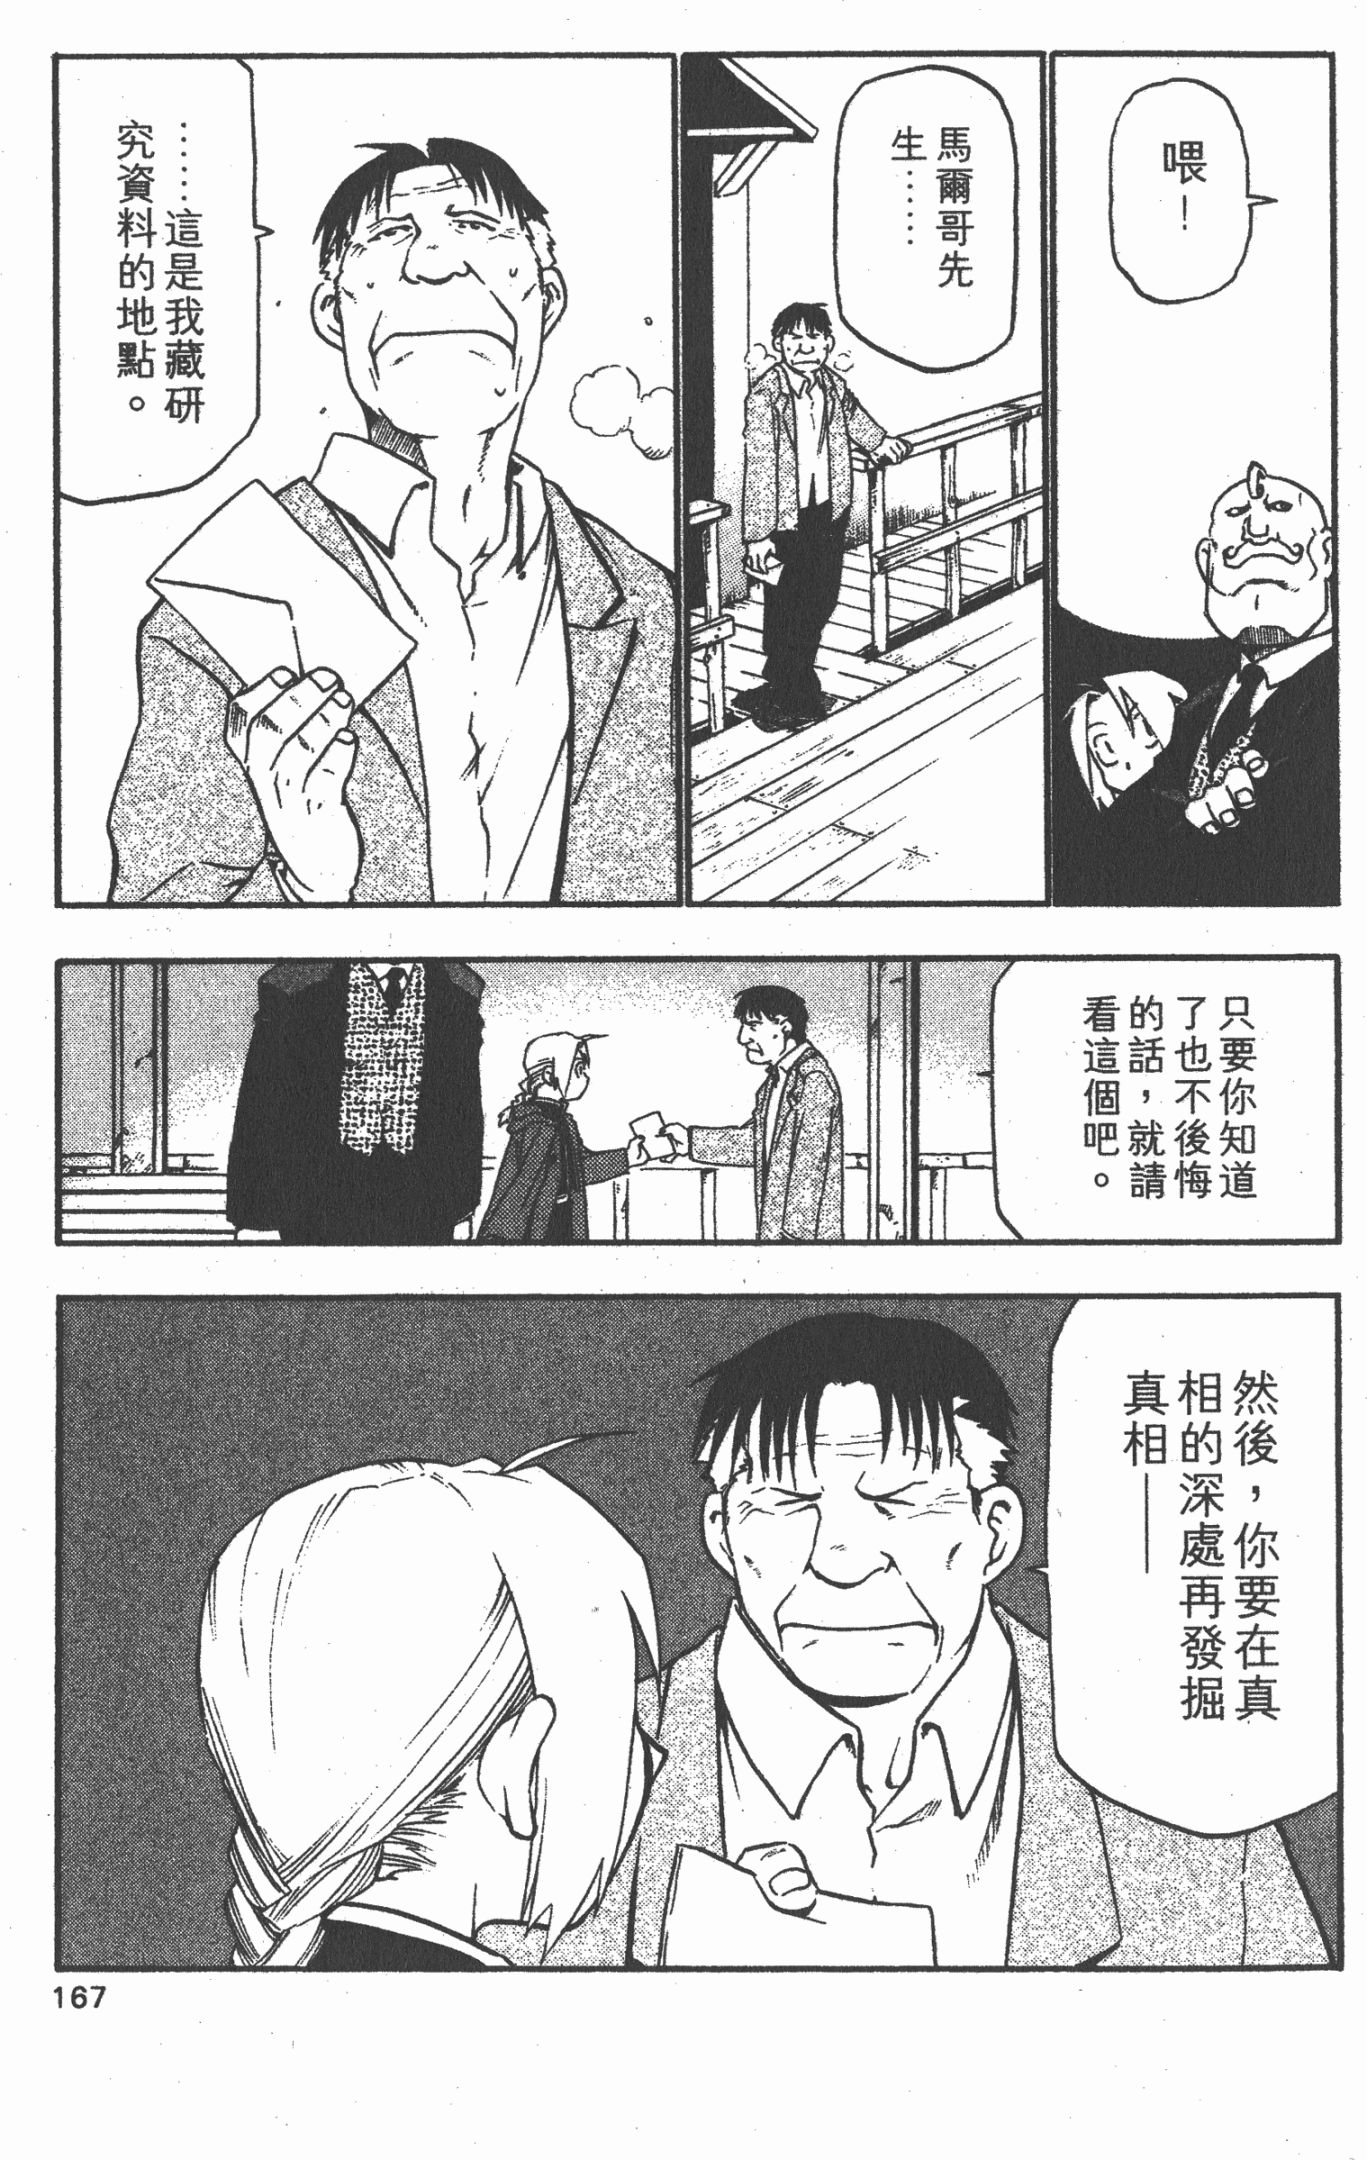 喂！
馬爾哥先
生……
……這是我藏研
究資料的地點。
只要你知道
了也不後悔
的話，就請
看這個吧。
然後，你要在真
相的深處再發掘
真相——
167